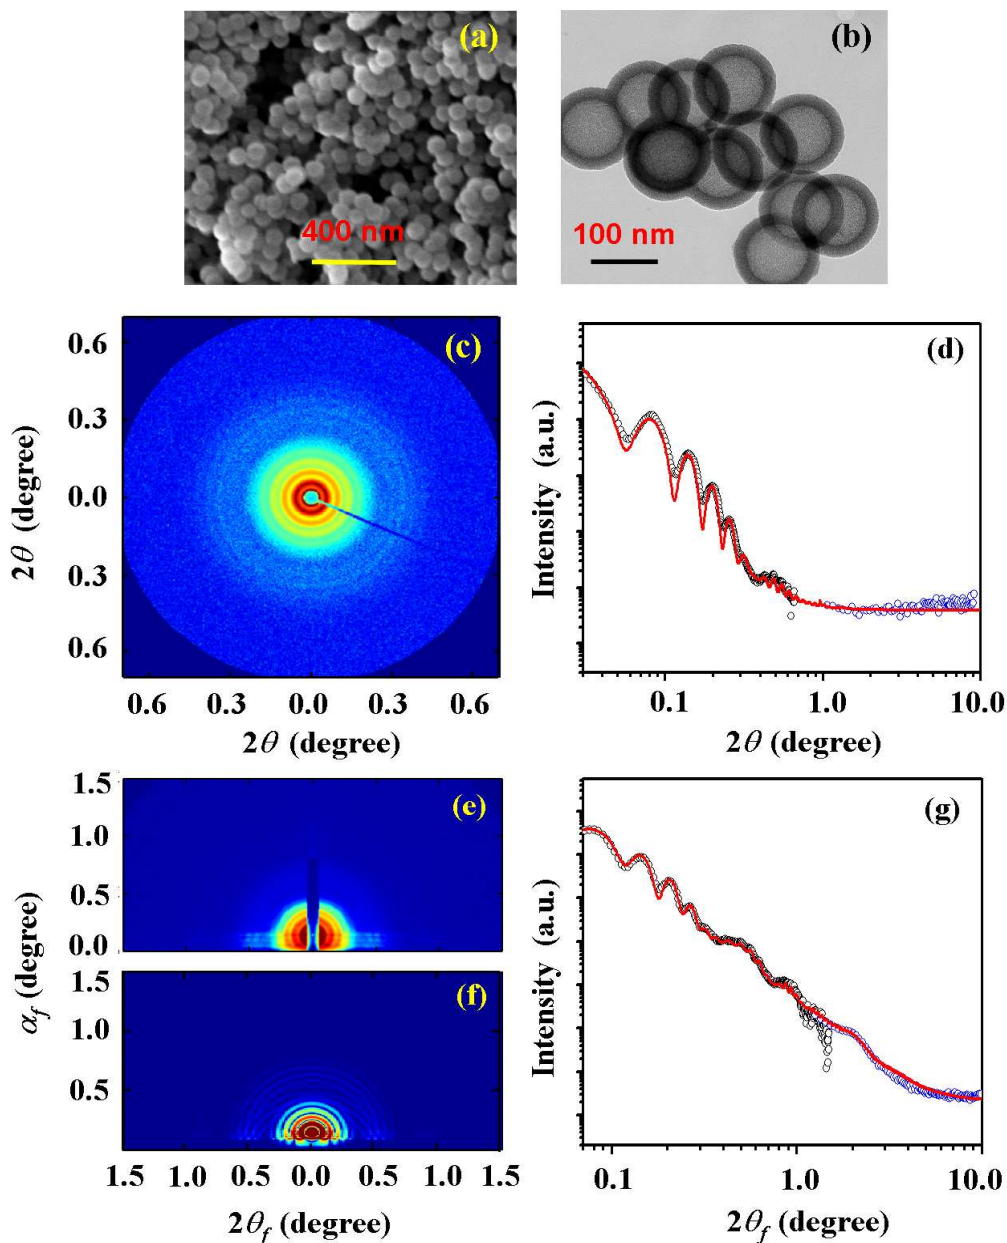 (a)
400 nm
(b)
100 nm
(c)
0.6
0.3
0.0
0.3
0.6
2θ (degree)
0.6 0.3 0.0 0.3 0.6
2θ (degree)
(d)
Intensity (a.u.)
0.1 1.0 10.0
2θ (degree)
(e)
1.5
1.0
0.5
0.0
(f)
1.5
1.0
0.5
α_f (degree)
1.5 1.0 0.5 0.0 0.5 1.0 1.5
2θ_f (degree)
(g)
Intensity (a.u.)
0.1 1.0 10.0
2θ_f (degree)